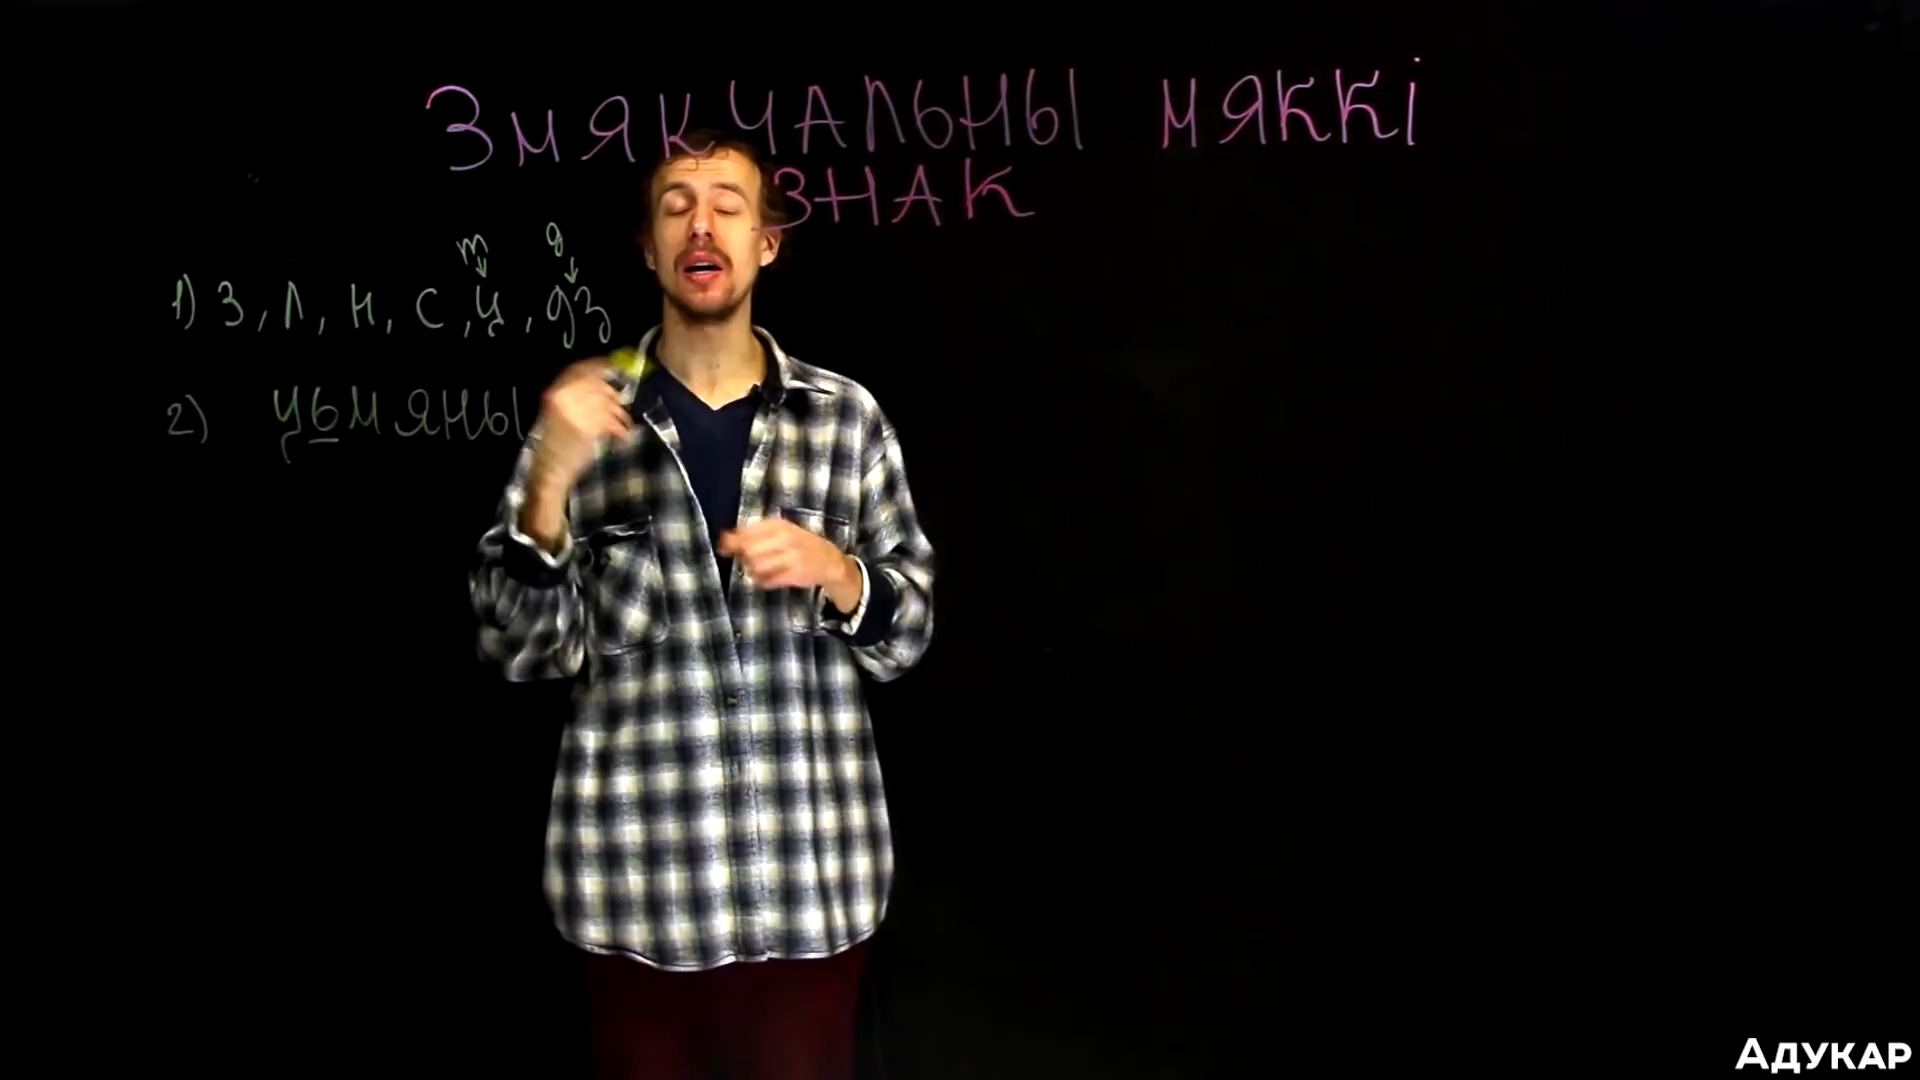 Змякчальны мяккі
знак
т д
1) З, Л, Н, С, Ц, ДЗ
2) цьмяны
Адукар